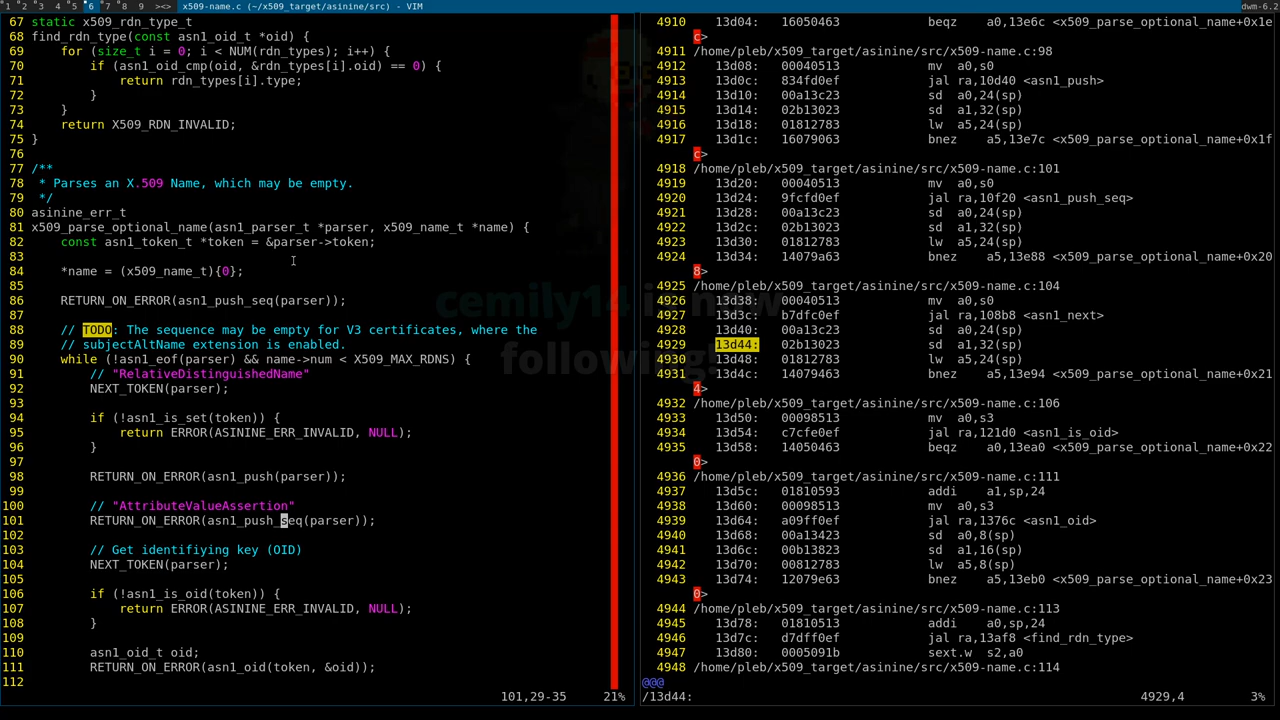 1 2 3 4 5 6 7 8 9 ><> x509-name.c (~/x509_target/asinine/src) - VIM dwm-6.2
67 static x509_rdn_type_t
68 find_rdn_type(const asn1_oid_t *oid) {
69     for (size_t i = 0; i < NUM(rdn_types); i++) {
70         if (asn1_oid_cmp(oid, &rdn_types[i].oid) == 0) {
71             return rdn_types[i].type;
72         }
73     }
74     return X509_RDN_INVALID;
75 }
76
77 /**
78  * Parses an X.509 Name, which may be empty.
79  */
80 asinine_err_t
81 x509_parse_optional_name(asn1_parser_t *parser, x509_name_t *name) {
82     const asn1_token_t *token = &parser->token;
83
84     *name = (x509_name_t){0};
85
86     RETURN_ON_ERROR(asn1_push_seq(parser));
87
88     // TODO: The sequence may be empty for V3 certificates, where the
89     // subjectAltName extension is enabled.
90     while (!asn1_eof(parser) && name->num < X509_MAX_RDNS) {
91         // "RelativeDistinguishedName"
92         NEXT_TOKEN(parser);
93
94         if (!asn1_is_set(token)) {
95             return ERROR(ASININE_ERR_INVALID, NULL);
96         }
97
98         RETURN_ON_ERROR(asn1_push(parser));
99
100         // "AttributeValueAssertion"
101         RETURN_ON_ERROR(asn1_push_seq(parser));
102
103         // Get identifiying key (OID)
104         NEXT_TOKEN(parser);
105
106         if (!asn1_is_oid(token)) {
107             return ERROR(ASININE_ERR_INVALID, NULL);
108         }
109
110         asn1_oid_t oid;
111         RETURN_ON_ERROR(asn1_oid(token, &oid));
112
101,29-35 21%
cemily14 is now
following!
4910    13d04:   16050463   beqz   a0,13e6c <x509_parse_optional_name+0x1e
c>
4911 /home/pleb/x509_target/asinine/src/x509-name.c:98
4912    13d08:   00040513   mv   a0,s0
4913    13d0c:   834fd0ef   jal ra,10d40 <asn1_push>
4914    13d10:   00a13c23   sd   a0,24(sp)
4915    13d14:   02b13023   sd   a1,32(sp)
4916    13d18:   01812783   lw   a5,24(sp)
4917    13d1c:   16079063   bnez   a5,13e7c <x509_parse_optional_name+0x1f
c>
4918 /home/pleb/x509_target/asinine/src/x509-name.c:101
4919    13d20:   00040513   mv   a0,s0
4920    13d24:   9fcfd0ef   jal ra,10f20 <asn1_push_seq>
4921    13d28:   00a13c23   sd   a0,24(sp)
4922    13d2c:   02b13023   sd   a1,32(sp)
4923    13d30:   01812783   lw   a5,24(sp)
4924    13d34:   14079a63   bnez   a5,13e88 <x509_parse_optional_name+0x20
8>
4925 /home/pleb/x509_target/asinine/src/x509-name.c:104
4926    13d38:   00040513   mv   a0,s0
4927    13d3c:   b7dfc0ef   jal ra,108b8 <asn1_next>
4928    13d40:   00a13c23   sd   a0,24(sp)
4929    13d44:   02b13023   sd   a1,32(sp)
4930    13d48:   01812783   lw   a5,24(sp)
4931    13d4c:   14079463   bnez   a5,13e94 <x509_parse_optional_name+0x21
4>
4932 /home/pleb/x509_target/asinine/src/x509-name.c:106
4933    13d50:   00098513   mv   a0,s3
4934    13d54:   c7cfe0ef   jal ra,121d0 <asn1_is_oid>
4935    13d58:   14050463   beqz   a0,13ea0 <x509_parse_optional_name+0x22
0>
4936 /home/pleb/x509_target/asinine/src/x509-name.c:111
4937    13d5c:   01810593   addi   a1,sp,24
4938    13d60:   00098513   mv   a0,s3
4939    13d64:   a09ff0ef   jal ra,1376c <asn1_oid>
4940    13d68:   00a13423   sd   a0,8(sp)
4941    13d6c:   00b13823   sd   a1,16(sp)
4942    13d70:   00812783   lw   a5,8(sp)
4943    13d74:   12079e63   bnez   a5,13eb0 <x509_parse_optional_name+0x23
0>
4944 /home/pleb/x509_target/asinine/src/x509-name.c:113
4945    13d78:   01810513   addi   a0,sp,24
4946    13d7c:   d7dff0ef   jal ra,13af8 <find_rdn_type>
4947    13d80:   0005091b   sext.w   s2,a0
4948 /home/pleb/x509_target/asinine/src/x509-name.c:114
@@@
/13d44: 4929,4 3%